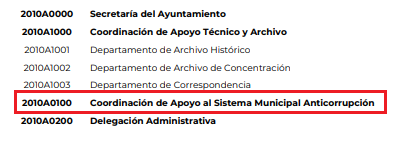 2010A0000 Secretaría del Ayuntamiento
2010A1000 Coordinación de Apoyo Técnico y Archivo
2010A1001 Departamento de Archivo Histórico
2010A1002 Departamento de Archivo de Concentración
2010A1003 Departamento de Correspondencia
2010A0100 Coordinación de Apoyo al Sistema Municipal Anticorrupción
2010A0200 Delegación Administrativa